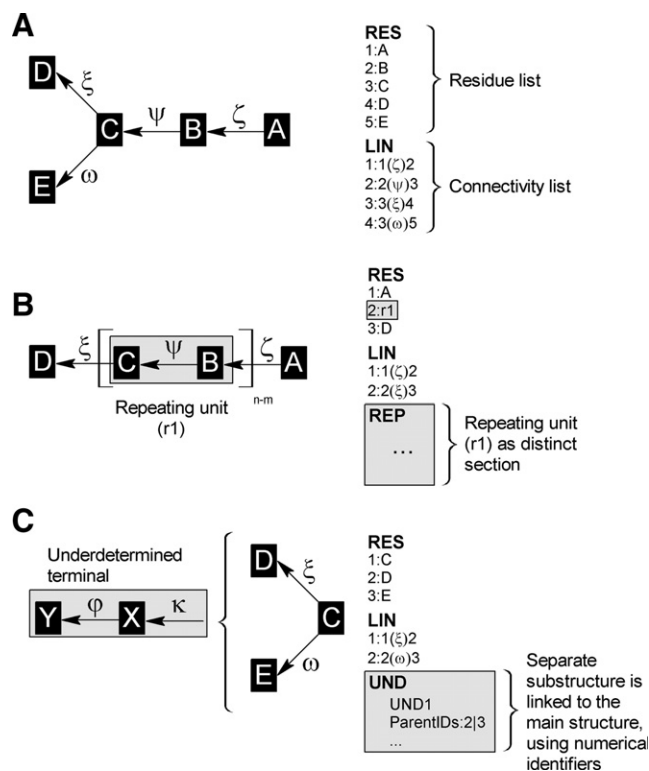 A
D
ξ
C
ψ
B
ζ
A
E
ω
RES
1:A
2:B
3:C
4:D
5:E
Residue list
LIN
1:1(ζ)2
2:2(ψ)3
3:3(ξ)4
4:3(ω)5
Connectivity list
B
D
ξ
C
ψ
B
ζ
A
n-m
Repeating unit
(r1)
RES
1:A
2:r1
3:D
LIN
1:1(ζ)2
2:2(ξ)3
REP
...
Repeating unit
(r1) as distinct
section
C
Underdetermined
terminal
Y
φ
X
κ
D
ξ
C
E
ω
RES
1:C
2:D
3:E
LIN
1:1(ξ)2
2:2(ω)3
UND
UND1
ParentIDs:2|3
...
Separate
substructure is
linked to the
main structure,
using numerical
identifiers